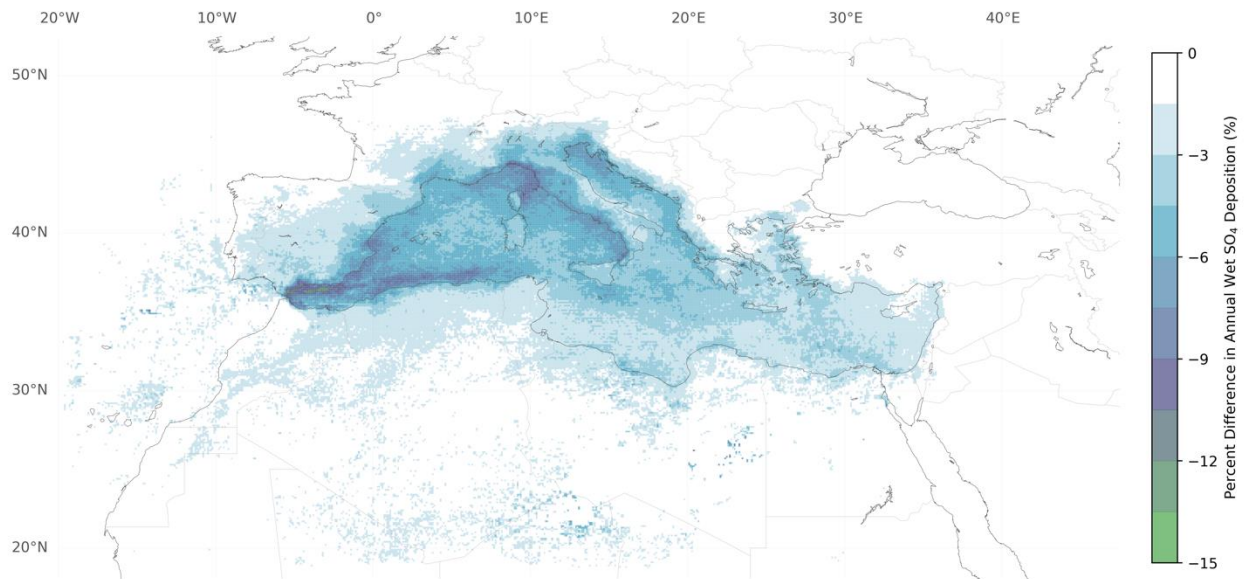 20°W 10°W 0° 10°E 20°E 30°E 40°E
50°N
40°N
30°N
20°N
0
−3
−6
−9
−12
−15
Percent Difference in Annual Wet SO₄ Deposition (%)